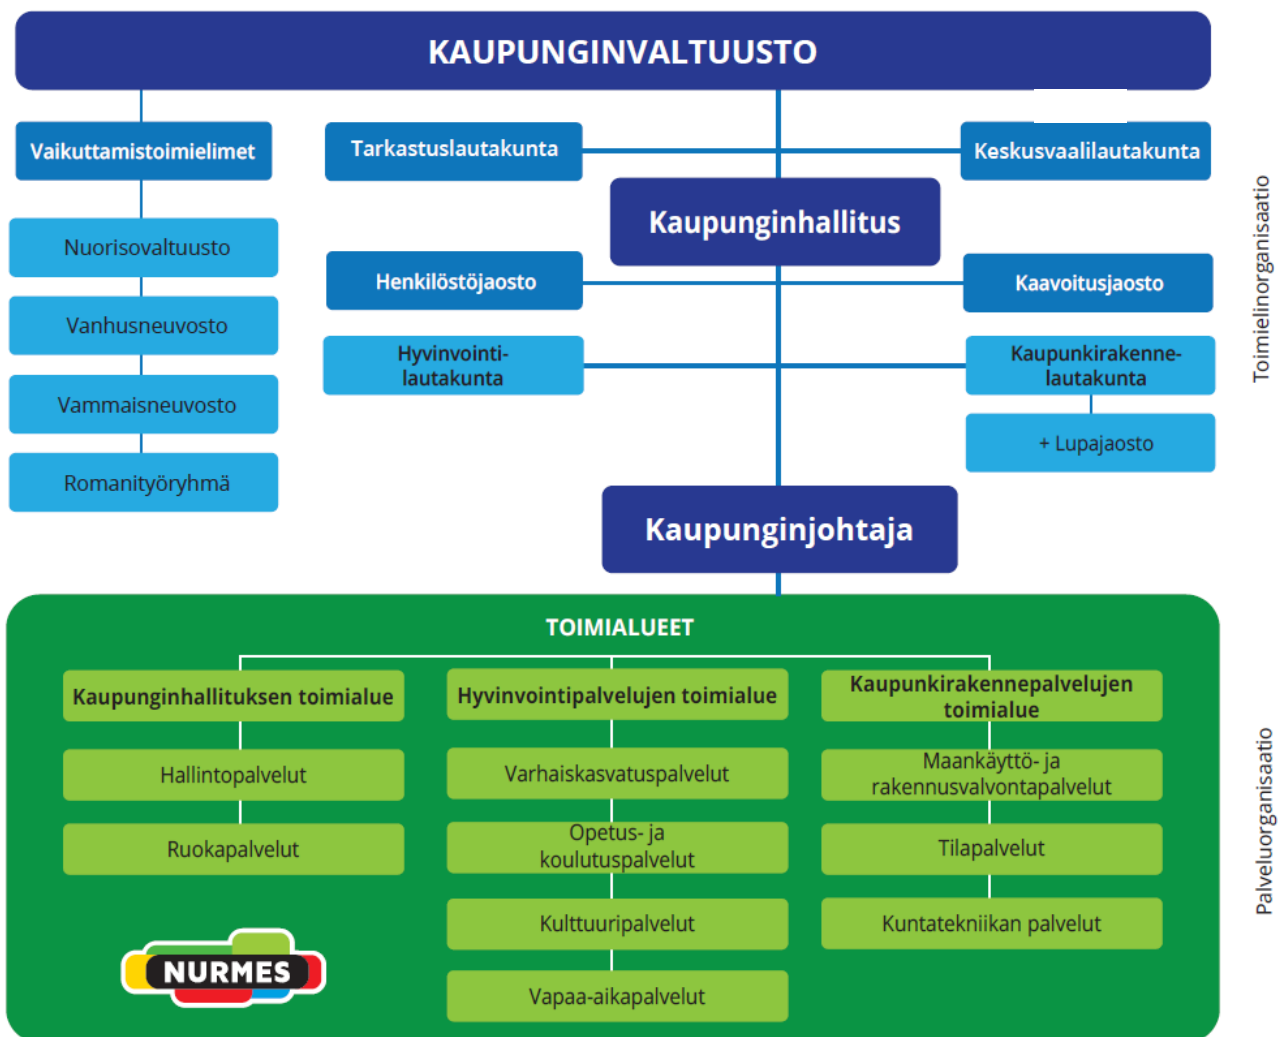 KAUPUNGINVALTUUSTO
Vaikuttamistoimielimet
Nuorisovaltuusto
Vanhusneuvosto
Vammaisneuvosto
Romanityöryhmä
Tarkastuslautakunta
Keskusvaalilautakunta
Kaupunginhallitus
Henkilöstöjaosto
Kaavoitusjaosto
Hyvinvointi-
lautakunta
Kaupunkirakenne-
lautakunta
+ Lupajaosto
Kaupunginjohtaja
Toimielinorganisaatio
TOIMIALUEET
Kaupunginhallituksen toimialue
Hallintopalvelut
Ruokapalvelut
Hyvinvointipalvelujen toimialue
Varhaiskasvatuspalvelut
Opetus- ja
koulutuspalvelut
Kulttuuripalvelut
Vapaa-aikapalvelut
Kaupunkirakennepalvelujen
toimialue
Maankäyttö- ja
rakennusvalvontapalvelut
Tilapalvelut
Kuntatekniikan palvelut
Palveluorganisaatio
NURMES